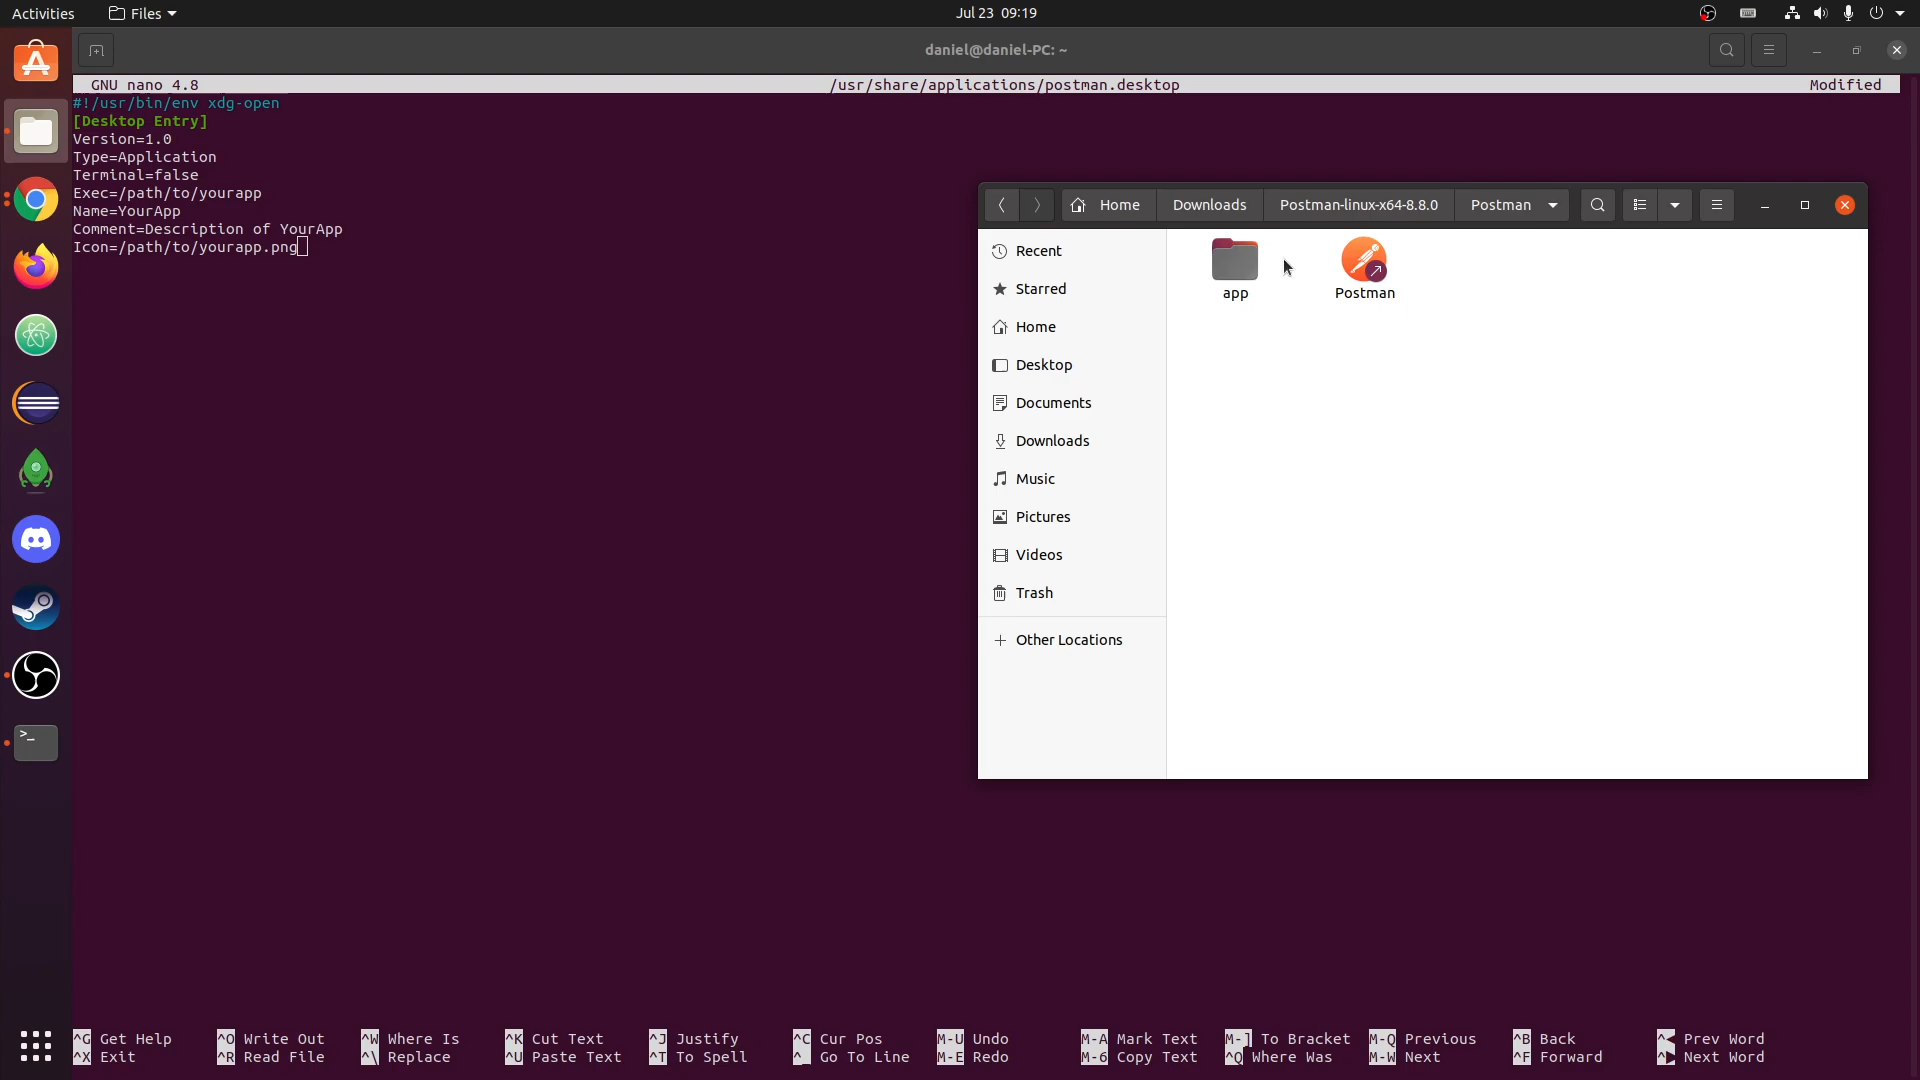 Activities
Files
Jul 23 09:19
daniel@daniel-PC: ~
GNU nano 4.8
/usr/share/applications/postman.desktop
Modified
#!/usr/bin/env xdg-open
[Desktop Entry]
Version=1.0
Type=Application
Terminal=false
Exec=/path/to/yourapp
Name=YourApp
Comment=Description of YourApp
Icon=/path/to/yourapp.png
Home
Downloads
Postman-linux-x64-8.8.0
Postman
Recent
Starred
Home
Desktop
Documents
Downloads
Music
Pictures
Videos
Trash
Other Locations
app
Postman
^G Get Help ^O Write Out ^W Where Is ^K Cut Text ^J Justify ^C Cur Pos M-U Undo M-A Mark Text M-] To Bracket M-Q Previous ^B Back ^◀ Prev Word
^X Exit ^R Read File ^\ Replace ^U Paste Text ^T To Spell ^_ Go To Line M-E Redo M-6 Copy Text ^Q Where Was M-W Next ^F Forward ^▶ Next Word